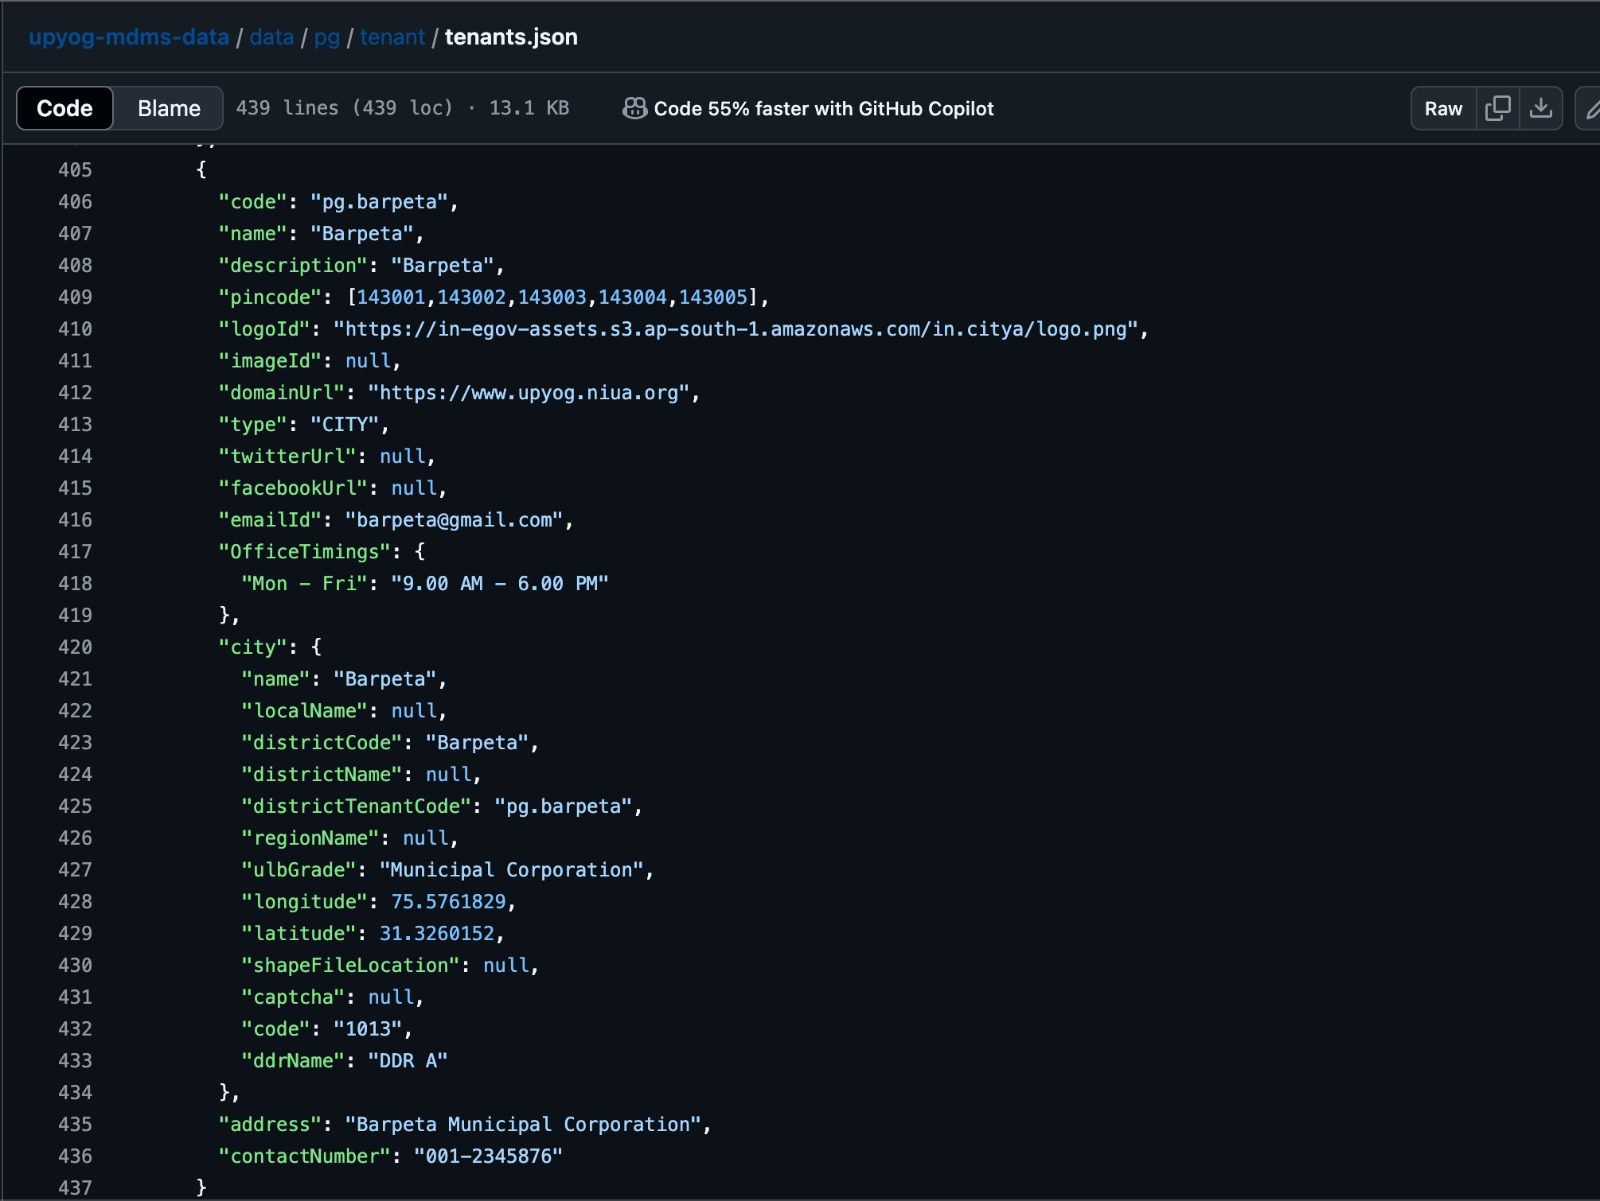 upyog-mdms-data / data / pg / tenant / tenants.json
Code Blame 439 lines (439 loc) · 13.1 KB Code 55% faster with GitHub Copilot Raw
405 {
406 "code": "pg.barpeta",
407 "name": "Barpeta",
408 "description": "Barpeta",
409 "pincode": [143001,143002,143003,143004,143005],
410 "logoId": "https://in-egov-assets.s3.ap-south-1.amazonaws.com/in.citya/logo.png",
411 "imageId": null,
412 "domainUrl": "https://www.upyog.niua.org",
413 "type": "CITY",
414 "twitterUrl": null,
415 "facebookUrl": null,
416 "emailId": "barpeta@gmail.com",
417 "OfficeTimings": {
418 "Mon - Fri": "9.00 AM - 6.00 PM"
419 },
420 "city": {
421 "name": "Barpeta",
422 "localName": null,
423 "districtCode": "Barpeta",
424 "districtName": null,
425 "districtTenantCode": "pg.barpeta",
426 "regionName": null,
427 "ulbGrade": "Municipal Corporation",
428 "longitude": 75.5761829,
429 "latitude": 31.3260152,
430 "shapeFileLocation": null,
431 "captcha": null,
432 "code": "1013",
433 "ddrName": "DDR A"
434 },
435 "address": "Barpeta Municipal Corporation",
436 "contactNumber": "001-2345876"
437 }